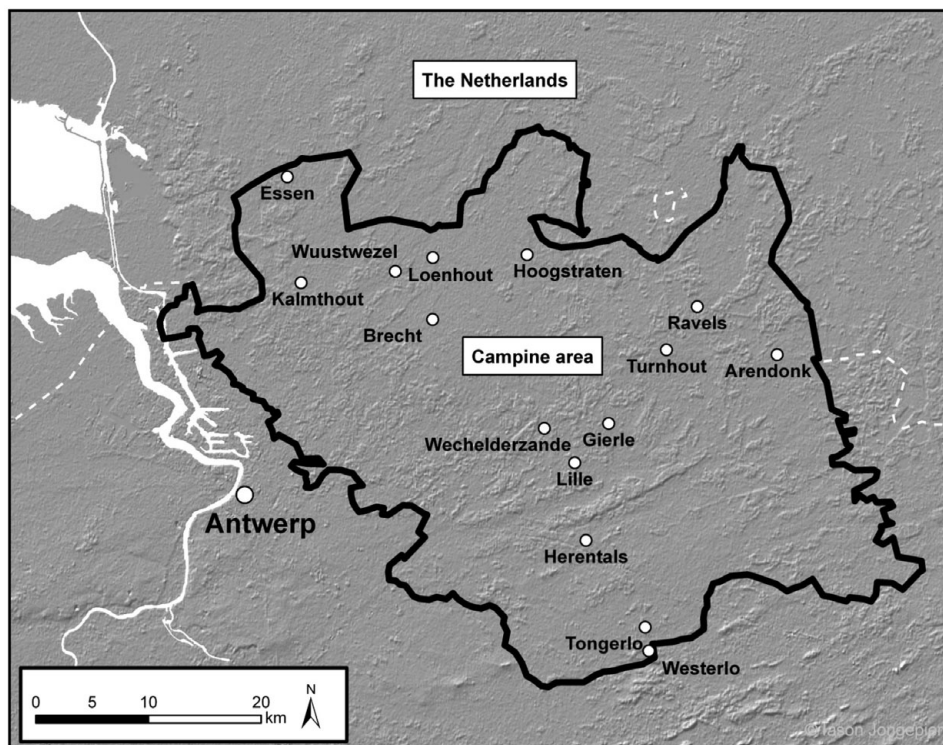 The Netherlands
Essen
Wuustwezel
Loenhout
Hoogstraten
Kalmthout
Brecht
Ravels
Campine area
Turnhout
Arendonk
Wechelderzande
Gierle
Lille
Antwerp
Herentals
Tongerlo
Westerlo
0 5 10 20
km
N